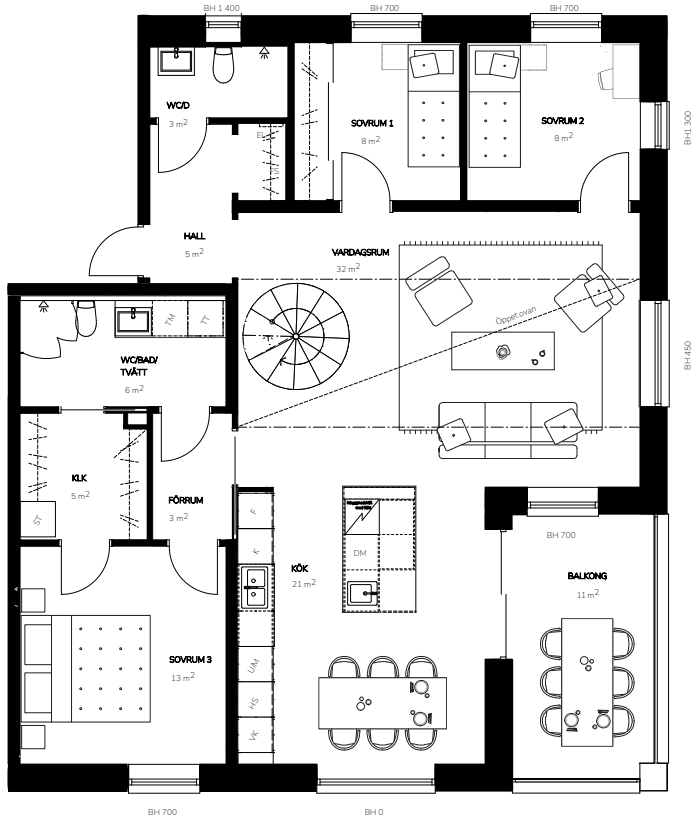 BH 1 400
BH 700
BH 700
WC/D
3 m²
EL
ST
SOVRUM 1
8 m²
SOVRUM 2
8 m²
BH1 300
HALL
5 m²
VARDAGSRUM
32 m²
Öppet ovan
TM
TT
WC/BAD/
TVÄTT
6 m²
BH 450
KLK
5 m²
ST
FÖRRUM
3 m²
F
K
DM
KÖK
21 m²
BH 700
BALKONG
11 m²
U/M
HS
VK
SOVRUM 3
13 m²
BH 700
BH 0